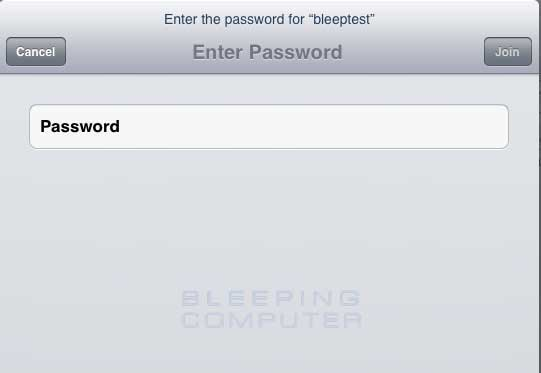 Enter the password for “bleeptest”
Cancel
Enter Password
Join
Password
BLEEPING
COMPUTER